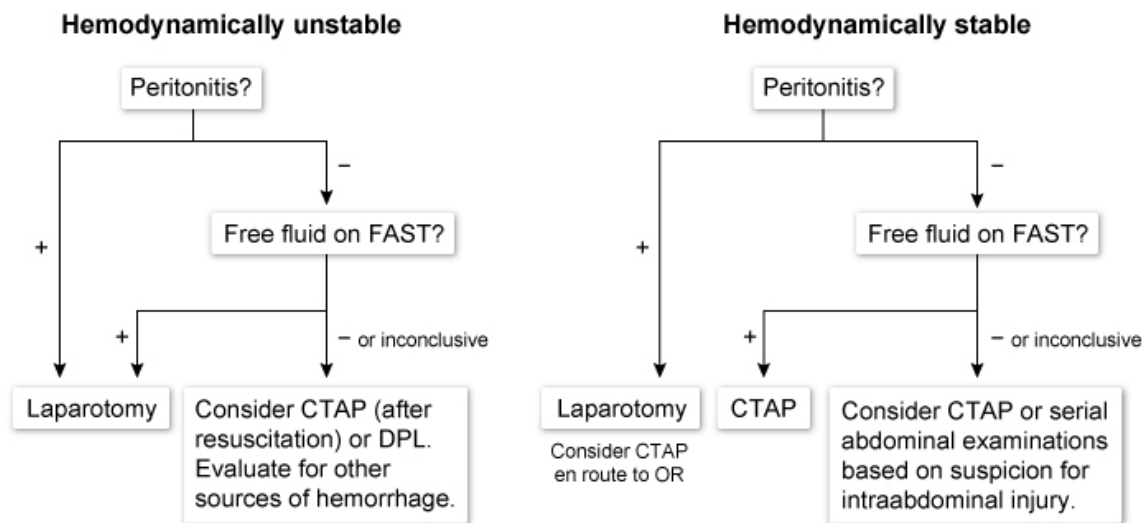 Hemodynamically unstable
Peritonitis?
+
−
Free fluid on FAST?
+
− or inconclusive
Laparotomy
Consider CTAP (after
resuscitation) or DPL.
Evaluate for other
sources of hemorrhage.
Hemodynamically stable
Peritonitis?
+
−
Free fluid on FAST?
+
− or inconclusive
Laparotomy
Consider CTAP
en route to OR
CTAP
Consider CTAP or serial
abdominal examinations
based on suspicion for
intraabdominal injury.